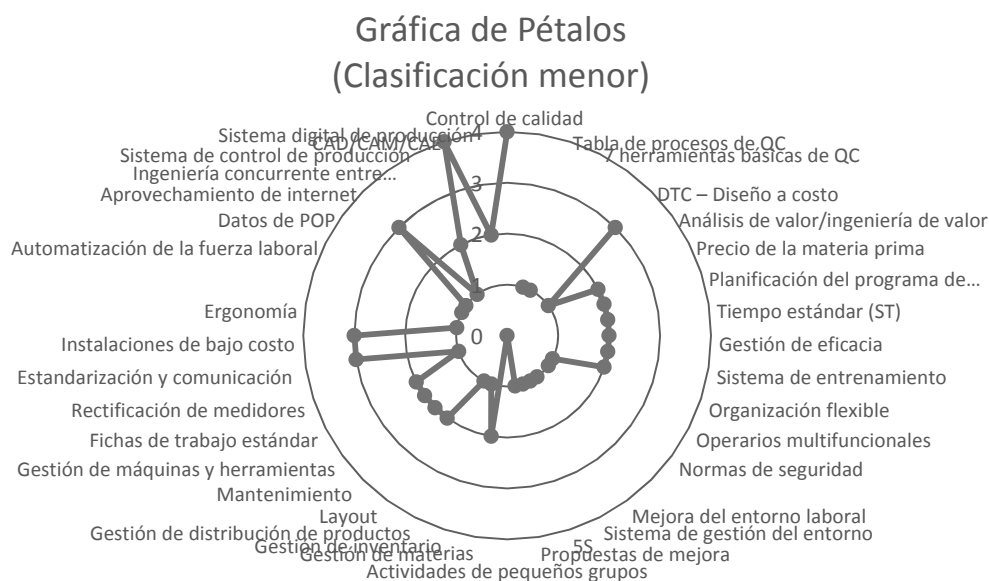 Gráfica de Pétalos
(Clasificación menor)
Control de calidad
Tabla de procesos de QC
7 herramientas básicas de QC
DTC – Diseño a costo
Análisis de valor/ingeniería de valor
Precio de la materia prima
Planificación del programa de...
Tiempo estándar (ST)
Gestión de eficacia
Sistema de entrenamiento
Organización flexible
Operarios multifuncionales
Normas de seguridad
Mejora del entorno laboral
Sistema de gestión del entorno
5S
Propuestas de mejora
Actividades de pequeños grupos
Gestión de materias
Gestión de inventario
Gestión de distribución de productos
Layout
Mantenimiento
Gestión de máquinas y herramientas
Fichas de trabajo estándar
Rectificación de medidores
Estandarización y comunicación
Instalaciones de bajo costo
Ergonomía
Automatización de la fuerza laboral
Datos de POP
Aprovechamiento de internet
Ingeniería concurrente entre...
Sistema de control de producción
CAD/CAM/CAE
Sistema digital de producción
4
3
2
1
0